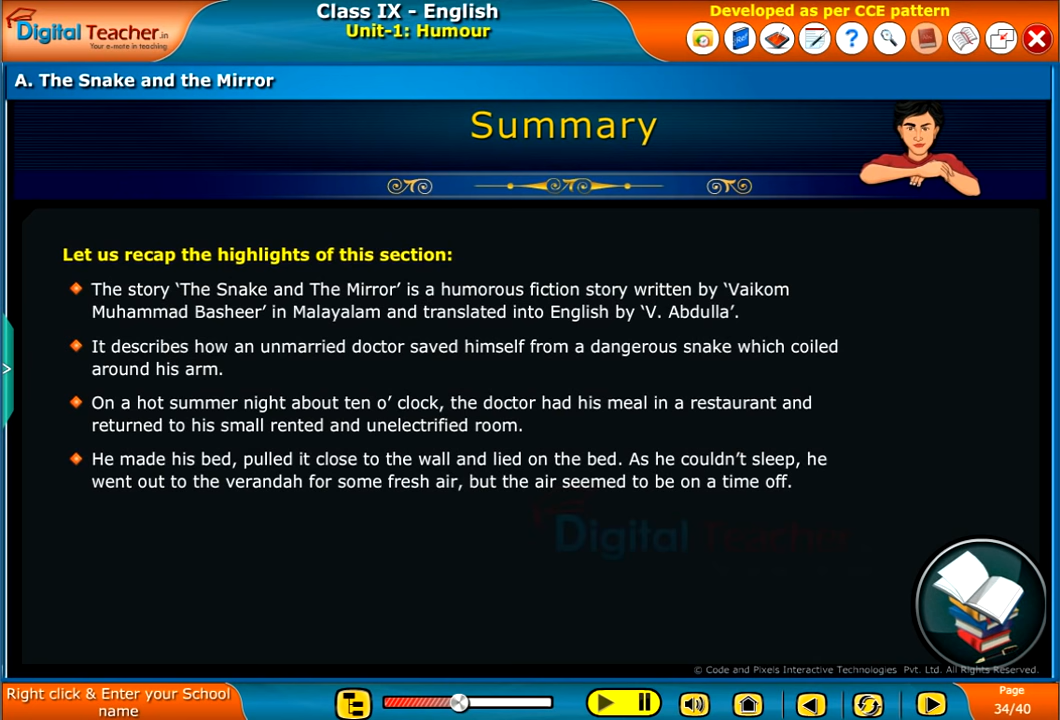 Digital Teacher.in
Your e-mate in teaching
Class IX - English
Unit-1: Humour
Developed as per CCE pattern
A. The Snake and the Mirror
Summary
Let us recap the highlights of this section:
The story ‘The Snake and The Mirror’ is a humorous fiction story written by ‘Vaikom
Muhammad Basheer’ in Malayalam and translated into English by ‘V. Abdulla’.
It describes how an unmarried doctor saved himself from a dangerous snake which coiled
around his arm.
On a hot summer night about ten o’ clock, the doctor had his meal in a restaurant and
returned to his small rented and unelectrified room.
He made his bed, pulled it close to the wall and lied on the bed. As he couldn’t sleep, he
went out to the verandah for some fresh air, but the air seemed to be on a time off.
Digital Teacher
© Code and Pixels Interactive Technologies Pvt. Ltd. All Rights Reserved.
Right click & Enter your School
name
Page
34/40